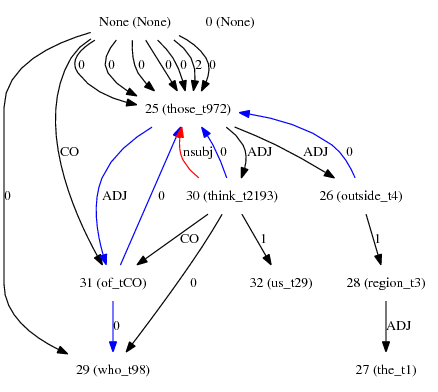 None (None) 0 (None)
0 0 0 0 0 2 0
25 (those_t972)
CO nsubj 0 ADJ ADJ 0
0 ADJ 0 30 (think_t2193) 26 (outside_t4)
CO 1 1
31 (of_tCO) 0 32 (us_t29) 28 (region_t3)
0 ADJ
29 (who_t98) 27 (the_t1)